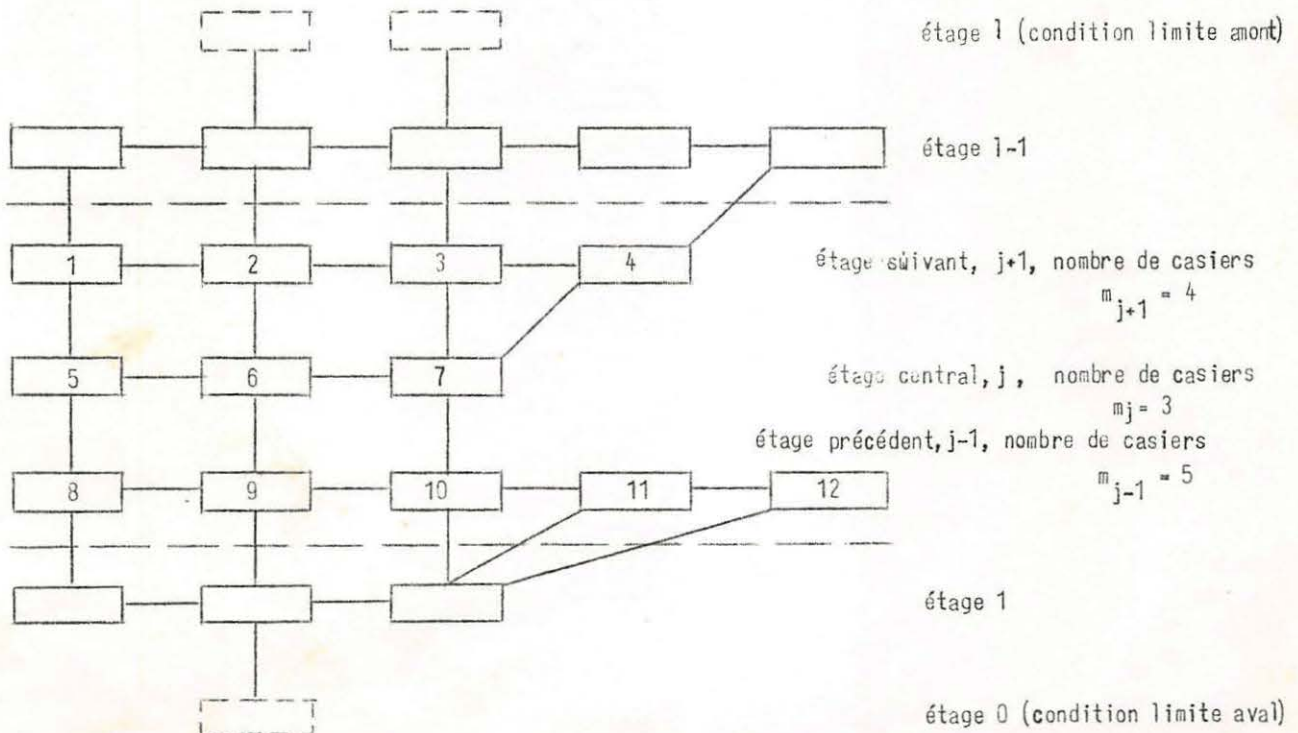 étage l (condition limite amont)
étage l-1
1 2 3 4
étage suivant, j+1, nombre de casiers
m j+1 = 4
5 6 7
étage central, j, nombre de casiers
mj = 3
étage précédent, j-1, nombre de casiers
8 9 10 11 12
m j-1 = 5
étage 1
étage 0 (condition limite aval)